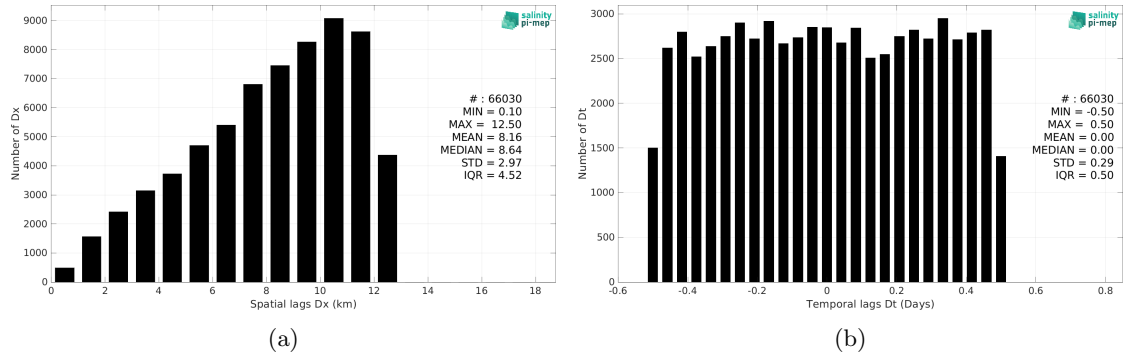 9000
8000
7000
6000
5000
4000
3000
2000
1000
0
Number of Dx
0 2 4 6 8 10 12 14 16 18
Spatial lags Dx (km)
salinity
pi-mep
# : 66030
MIN = 0.10
MAX = 12.50
MEAN = 8.16
MEDIAN = 8.64
STD = 2.97
IQR = 4.52
(a)
3000
2500
2000
1500
1000
500
0
Number of Dt
-0.6 -0.4 -0.2 0 0.2 0.4 0.6 0.8
Temporal lags Dt (Days)
salinity
pi-mep
# : 66030
MIN = -0.50
MAX = 0.50
MEAN = 0.00
MEDIAN = 0.00
STD = 0.29
IQR = 0.50
(b)